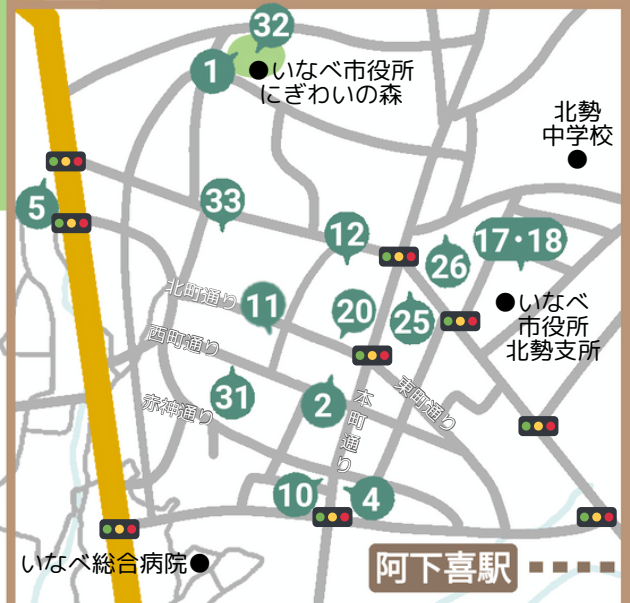 32
1
いなべ市役所
にぎわいの森
北勢
中学校
5
33
12
26
17・18
北町通り
11
20
25
いなべ
市役所
北勢支所
西町通り
赤神通り
31
2
本町通り
東町通り
10
4
いなべ総合病院
阿下喜駅